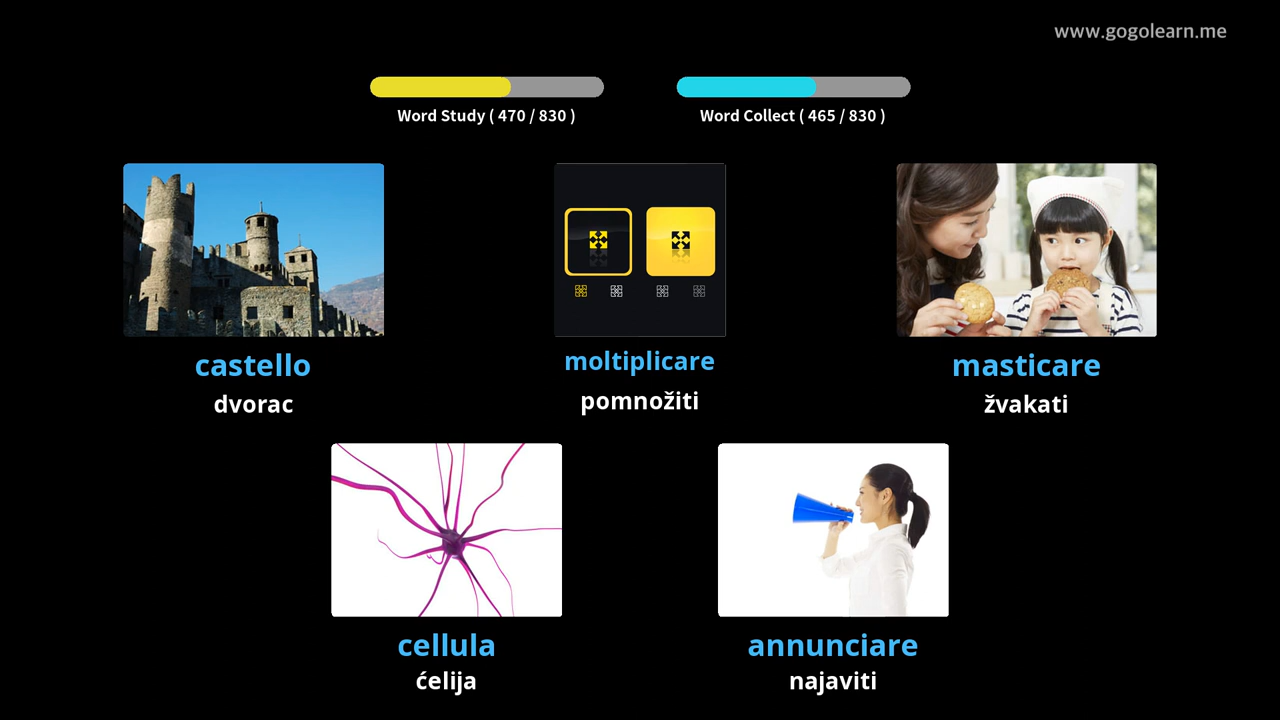 www.gogolearn.me
Word Study ( 470 / 830 )
Word Collect ( 465 / 830 )
castello
dvorac
moltiplicare
pomnožiti
masticare
žvakati
cellula
ćelija
annunciare
najaviti